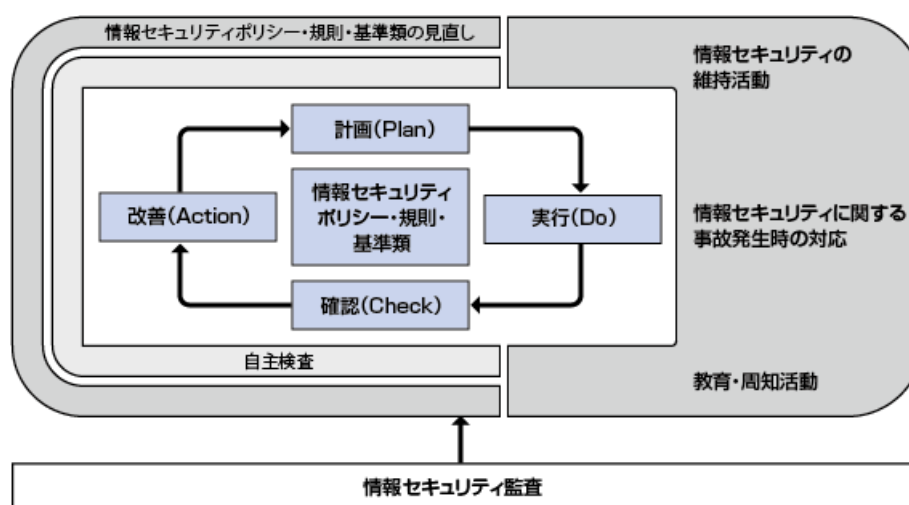 情報セキュリティポリシー・規則・基準類の見直し
情報セキュリティの
維持活動
計画(Plan)
改善(Action)
情報セキュリティ
ポリシー・規則・
基準類
実行(Do)
情報セキュリティに関する
事故発生時の対応
確認(Check)
自主検査
教育・周知活動
情報セキュリティ監査